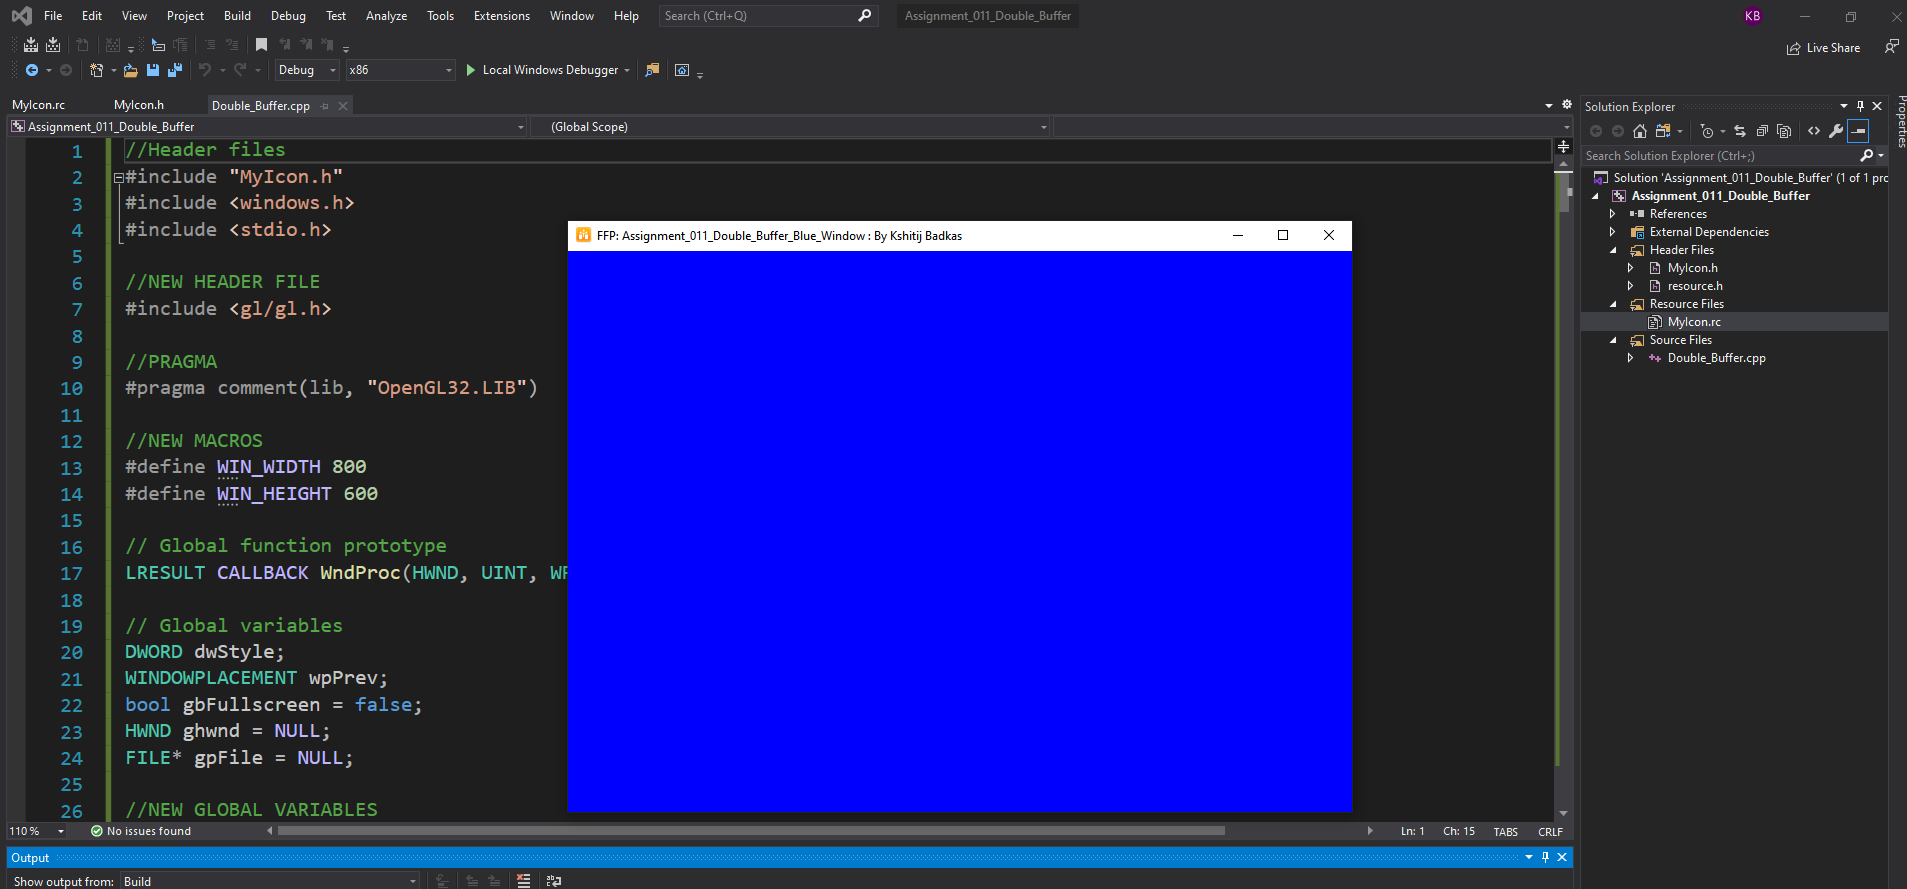 File Edit View Git Project Build Debug Test Analyze Tools Extensions Window Help Search (Ctrl+Q) Assignment_011_Double_Buffer KB
Live Share
Debug x86 Local Windows Debugger
MyIcon.rc MyIcon.h Double_Buffer.cpp
Assignment_011_Double_Buffer (Global Scope)
1 //Header files
2 #include "MyIcon.h"
3 #include <windows.h>
4 #include <stdio.h>
5
6 //NEW HEADER FILE
7 #include <gl/gl.h>
8
9 //PRAGMA
10 #pragma comment(lib, "OpenGL32.LIB")
11
12 //NEW MACROS
13 #define WIN_WIDTH 800
14 #define WIN_HEIGHT 600
15
16 // Global function prototype
17 LRESULT CALLBACK WndProc(HWND, UINT, WP
18
19 // Global variables
20 DWORD dwStyle;
21 WINDOWPLACEMENT wpPrev;
22 bool gbFullscreen = false;
23 HWND ghwnd = NULL;
24 FILE* gpFile = NULL;
25
26 //NEW GLOBAL VARIABLES
FFP: Assignment_011_Double_Buffer_Blue_Window : By Kshitij Badkas
110 % No issues found Ln: 1 Ch: 15 TABS CRLF
Output
Show output from: Build
Solution Explorer
Search Solution Explorer (Ctrl+;)
Solution 'Assignment_011_Double_Buffer' (1 of 1 prc
Assignment_011_Double_Buffer
References
External Dependencies
Header Files
MyIcon.h
resource.h
Resource Files
MyIcon.rc
Source Files
Double_Buffer.cpp
Properties